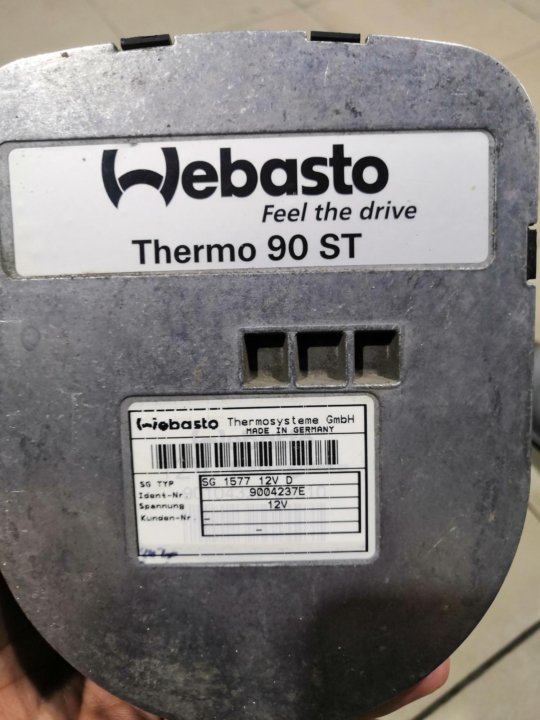 Webasto
Feel the drive
Thermo 90 ST
Webasto Thermosysteme GmbH
MADE IN GERMANY
SG TYP SG 1577 12V D
Ident-Nr. 9004237E
Spannung 12V
Kunden-Nr. -
-